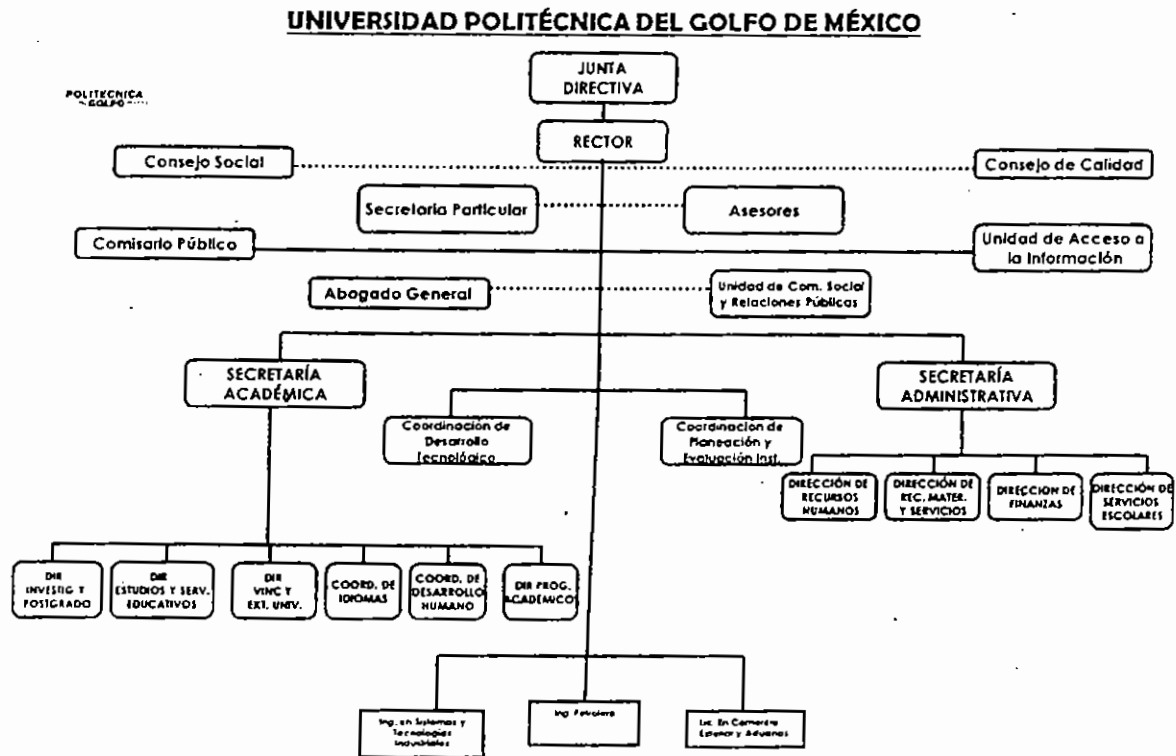 UNIVERSIDAD POLITÉCNICA DEL GOLFO DE MÉXICO
JUNTA
DIRECTIVA
POLITECNICA
GOLFO
RECTOR
Consejo Social
Consejo de Calidad
Secretaría Particular
Asesores
Comisario Público
Unidad de Acceso a
la Información
Abogado General
Unidad de Com. Social
y Relaciones Públicas
SECRETARÍA
ACADÉMICA
SECRETARÍA
ADMINISTRATIVA
Coordinación de
Desarrollo
Tecnológico
Coordinacion de
Planeación y
Evaluación Inst.
DIRECCIÓN DE
RECURSOS
HUMANOS
DIRECCIÓN DE
REC. MATER.
Y SERVICIOS
DIRECCION DE
FINANZAS
DIRECCIÓN DE
SERVICIOS
ESCOLARES
DIR
INVESTIG Y
POSTGRADO
DIR
ESTUDIOS Y SERV.
EDUCATIVOS
DIR
VINC Y
EXT. UNIV.
COORD. DE
IDIOMAS
COORD. DE
DESARROLLO
HUMANO
DIR PROG.
ACADEMICOS
Ing. en Sistemas y
Tecnologías
Industriales
Ing. Petrolera
Lic. En Comercio
Exterior y Aduanas